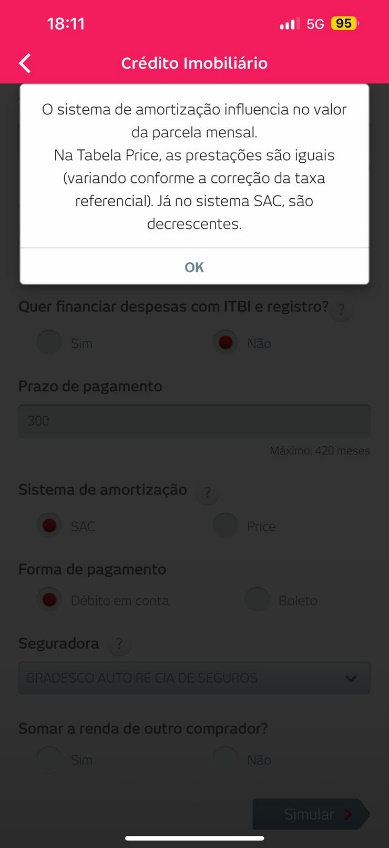 18:11
5G 95
Crédito Imobiliário
O sistema de amortização influencia no valor
da parcela mensal.
Na Tabela Price, as prestações são iguais
(variando conforme a correção da taxa
referencial). Já no sistema SAC, são
decrescentes.
OK
Quer financiar despesas com ITBI e registro? ?
Sim Não
Prazo de pagamento
300
Máximo: 420 meses
Sistema de amortização ?
SAC Price
Forma de pagamento
Débito em conta Boleto
Seguradora ?
BRADESCO AUTO RE CIA DE SEGUROS
Somar a renda de outro comprador?
Sim Não
Simular